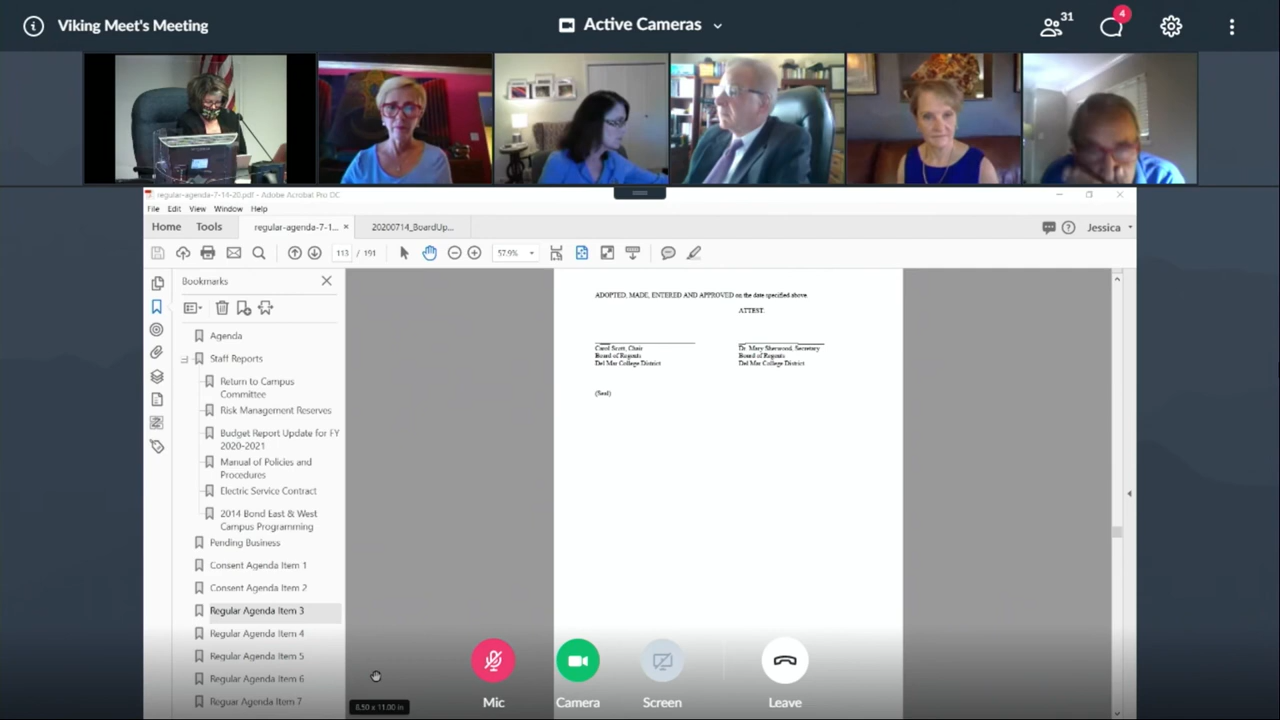 Viking Meet's Meeting
Active Cameras
31
4
regular-agenda-7-14-20.pdf - Adobe Acrobat Pro DC
File Edit View Window Help
Home Tools regular-agenda-7-1... × 20200714_BoardUp... Jessica
113 / 191 57.9%
Bookmarks
Agenda
Staff Reports
Return to Campus
Committee
Risk Management Reserves
Budget Report Update for FY
2020-2021
Manual of Policies and
Procedures
Electric Service Contract
2014 Bond East & West
Campus Programming
Pending Business
Consent Agenda Item 1
Consent Agenda Item 2
Regular Agenda Item 3
Regular Agenda Item 4
Regular Agenda Item 5
Regular Agenda Item 6
Reguar Agenda Item 7
ADOPTED, MADE, ENTERED AND APPROVED on the date specified above.
ATTEST:
Carol Scott, Chair
Board of Regents
Del Mar College District
Dr. Mary Sherwood, Secretary
Board of Regents
Del Mar College District
(Seal)
8.50 x 11.00 in
Mic Camera Screen Leave